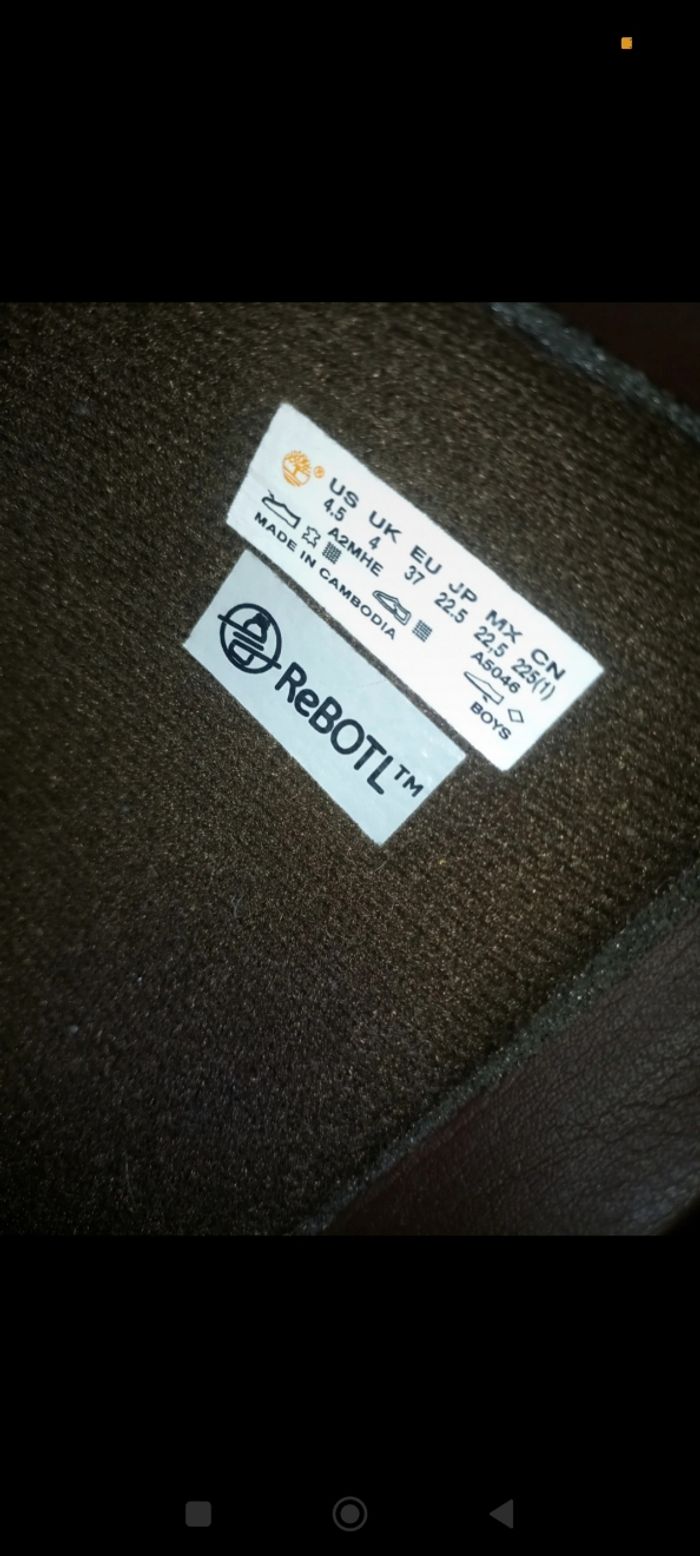 ® US UK EU JP MX CN
4.5 4 37 22.5 22,5 225(1)
A2MHE A5046
MADE IN CAMBODIA BOYS
ReBOTL™